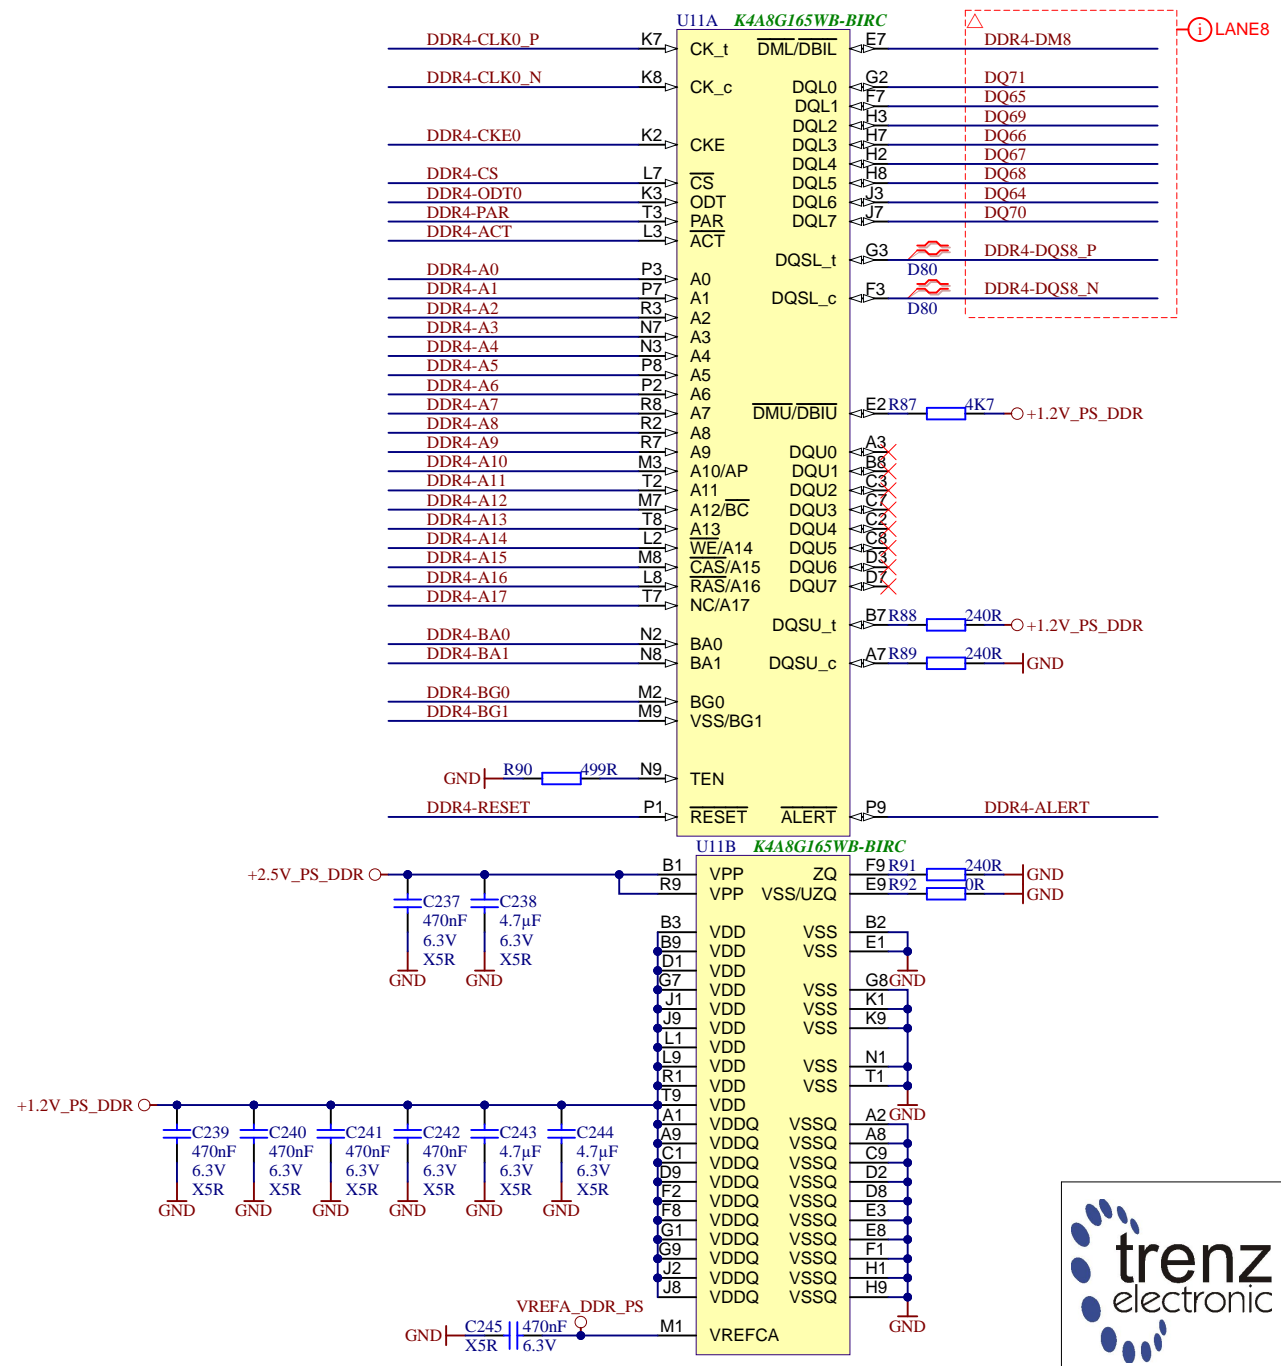 U11A K4A8G165WB-BIRC
LANE8
DDR4-CLK0_P K7 CK_t DML/DBIL E7 DDR4-DM8
DDR4-CLK0_N K8 CK_c DQL0 G2 DQ71
DQL1 F7 DQ65
DQL2 H3 DQ69
DDR4-CKE0 K2 CKE DQL3 H7 DQ66
DQL4 H2 DQ67
DDR4-CS L7 CS DQL5 H8 DQ68
DDR4-ODT0 K3 ODT DQL6 J3 DQ64
DDR4-PAR T3 PAR DQL7 J7 DQ70
DDR4-ACT L3 ACT
DQSL_t G3 D80 DDR4-DQS8_P
DDR4-A0 P3 A0
DDR4-A1 P7 A1 DQSL_c F3 D80 DDR4-DQS8_N
DDR4-A2 R3 A2
DDR4-A3 N7 A3
DDR4-A4 N3 A4
DDR4-A5 P8 A5
DDR4-A6 P2 A6
DDR4-A7 R8 A7 DMU/DBIU E2 R87 4K7 +1.2V_PS_DDR
DDR4-A8 R2 A8
DDR4-A9 R7 A9 DQU0 A3
DDR4-A10 M3 A10/AP DQU1 B8
DDR4-A11 T2 A11 DQU2 C3
DDR4-A12 M7 A12/BC DQU3 C7
DDR4-A13 T8 A13 DQU4 C2
DDR4-A14 L2 WE/A14 DQU5 C8
DDR4-A15 M8 CAS/A15 DQU6 D3
DDR4-A16 L8 RAS/A16 DQU7 D7
DDR4-A17 T7 NC/A17
DQSU_t B7 R88 240R +1.2V_PS_DDR
DDR4-BA0 N2 BA0
DDR4-BA1 N8 BA1 DQSU_c A7 R89 240R GND
DDR4-BG0 M2 BG0
DDR4-BG1 M9 VSS/BG1
GND R90 499R N9 TEN
DDR4-RESET P1 RESET ALERT P9 DDR4-ALERT
U11B K4A8G165WB-BIRC
+2.5V_PS_DDR B1 VPP ZQ F9 R91 240R GND
R9 VPP VSS/UZQ E9 R92 0R GND
C237 C238
470nF 4.7µF
6.3V 6.3V
X5R X5R
GND GND
B3 VDD VSS B2
B9 VDD VSS E1
D1 VDD GND
G7 VDD VSS G8
J1 VDD VSS K1
J9 VDD VSS K9
L1 VDD
L9 VDD VSS N1
R1 VDD VSS T1
+1.2V_PS_DDR T9 VDD GND
A1 VDDQ VSSQ A2
A9 VDDQ VSSQ A8
C1 VDDQ VSSQ C9
D9 VDDQ VSSQ D2
F2 VDDQ VSSQ D8
F8 VDDQ VSSQ E3
G1 VDDQ VSSQ E8
G9 VDDQ VSSQ F1
J2 VDDQ VSSQ H1
J8 VDDQ VSSQ H9
GND
C239 C240 C241 C242 C243 C244
470nF 470nF 470nF 470nF 4.7µF 4.7µF
6.3V 6.3V 6.3V 6.3V 6.3V 6.3V
X5R X5R X5R X5R X5R X5R
GND GND GND GND GND GND
VREFA_DDR_PS
GND C245 470nF M1 VREFCA
X5R 6.3V
trenz
electronic